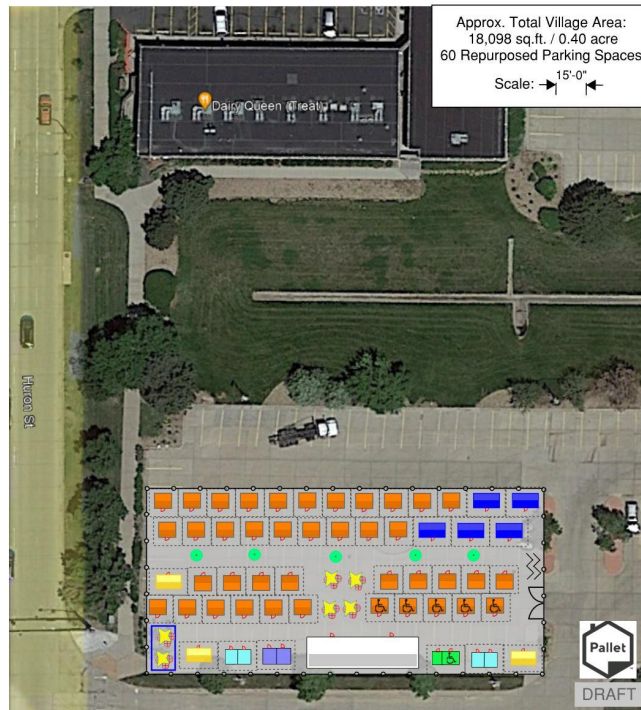 Approx. Total Village Area:
18,098 sq.ft. / 0.40 acre
60 Repurposed Parking Spaces
Scale: 15'-0"
Dairy Queen (Treat)
Huron St
Pallet
DRAFT